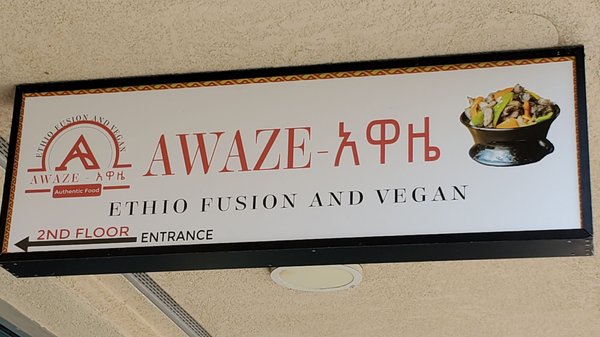 ETHIO FUSION AND VEGAN
A
AWAZE - አዋዜ
Authentic Food
AWAZE-አዋዜ
ETHIO FUSION AND VEGAN
2ND FLOOR ENTRANCE